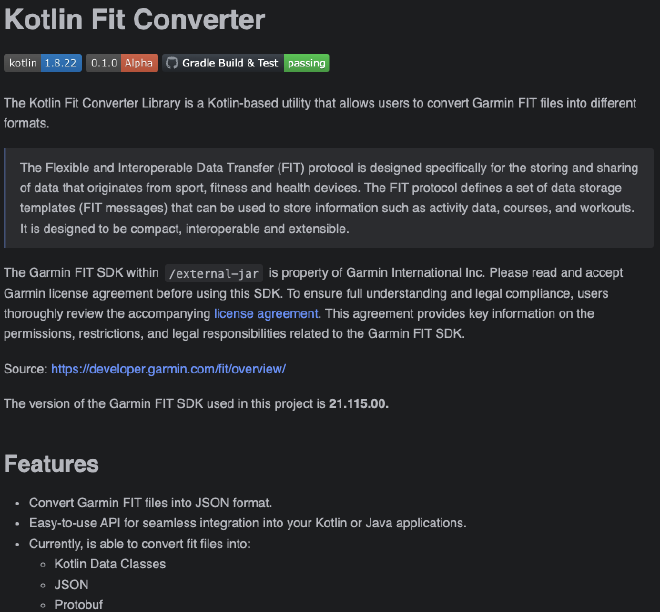 Kotlin Fit Converter
kotlin 1.8.22 0.1.0 Alpha Gradle Build & Test passing
The Kotlin Fit Converter Library is a Kotlin-based utility that allows users to convert Garmin FIT files into different
formats.
The Flexible and Interoperable Data Transfer (FIT) protocol is designed specifically for the storing and sharing
of data that originates from sport, fitness and health devices. The FIT protocol defines a set of data storage
templates (FIT messages) that can be used to store information such as activity data, courses, and workouts.
It is designed to be compact, interoperable and extensible.
The Garmin FIT SDK within /external-jar is property of Garmin International Inc. Please read and accept
Garmin license agreement before using this SDK. To ensure full understanding and legal compliance, users
thoroughly review the accompanying license agreement. This agreement provides key information on the
permissions, restrictions, and legal responsibilities related to the Garmin FIT SDK.
Source: https://developer.garmin.com/fit/overview/
The version of the Garmin FIT SDK used in this project is 21.115.00.
Features
• Convert Garmin FIT files into JSON format.
• Easy-to-use API for seamless integration into your Kotlin or Java applications.
• Currently, is able to convert fit files into:
◦ Kotlin Data Classes
◦ JSON
◦ Protobuf